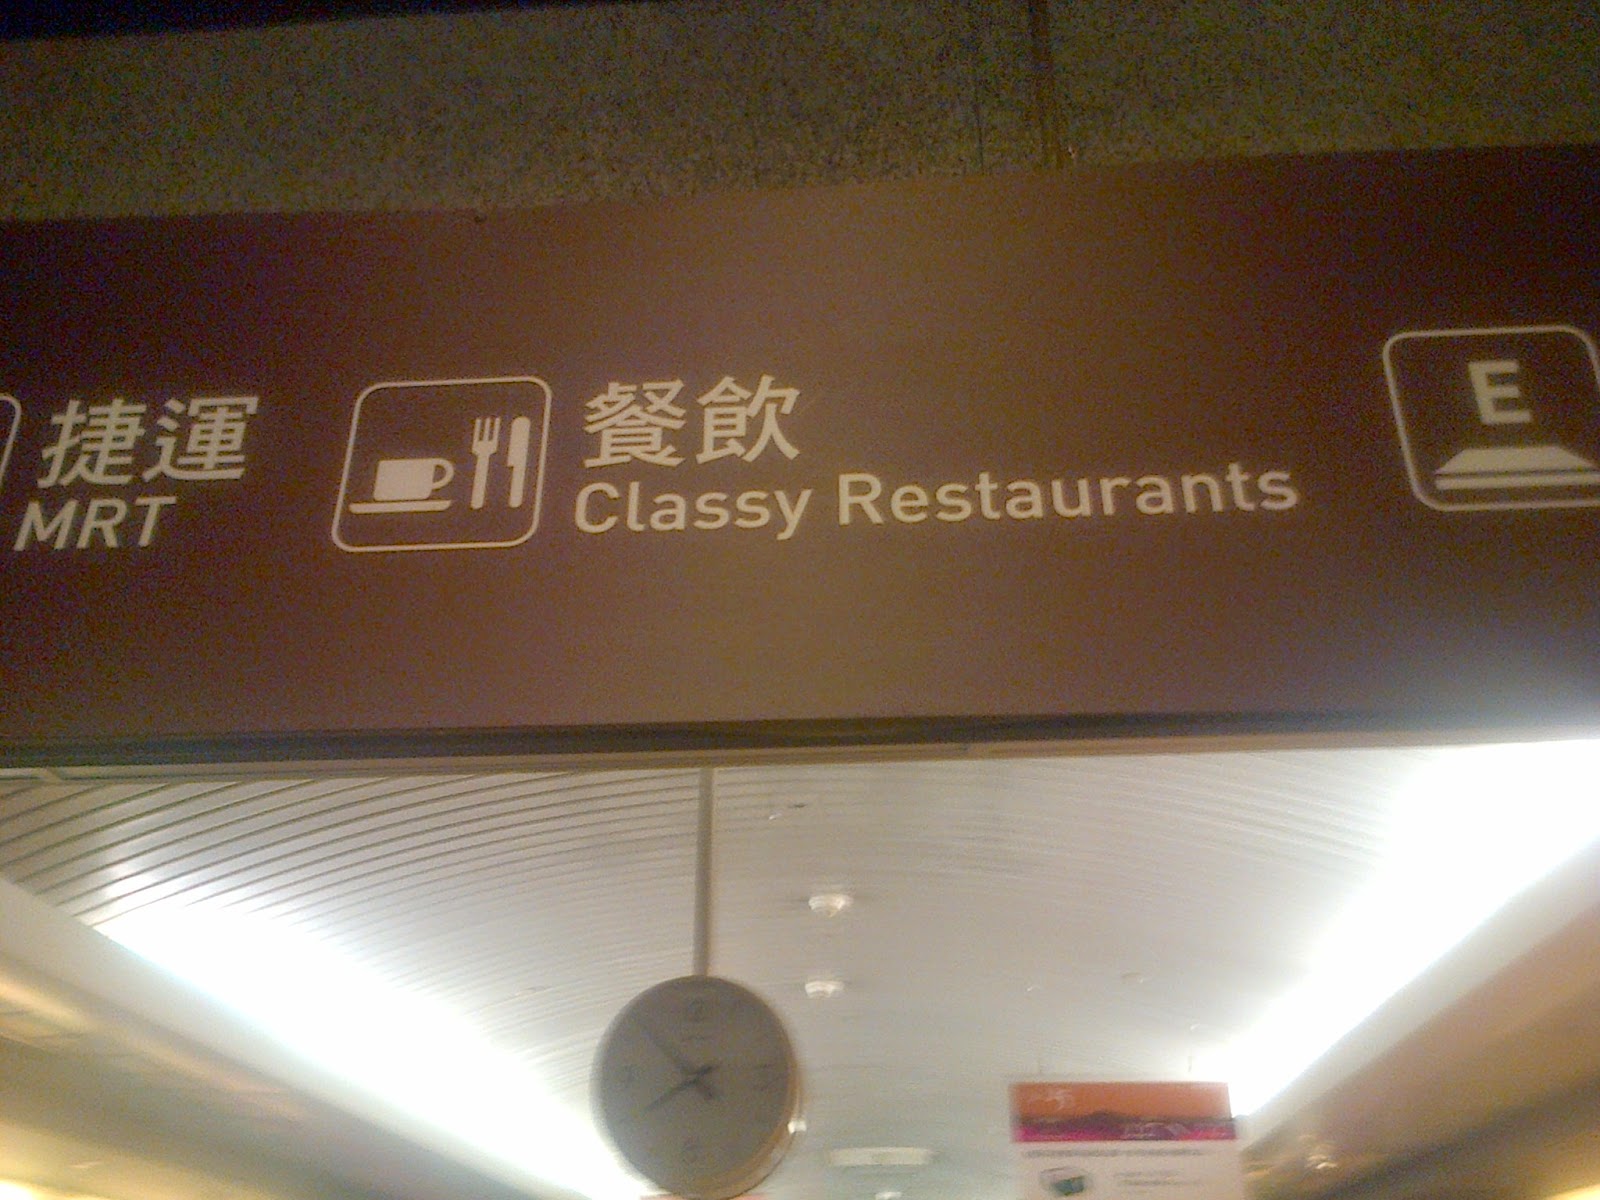 捷運
MRT
餐飲
Classy Restaurants
E